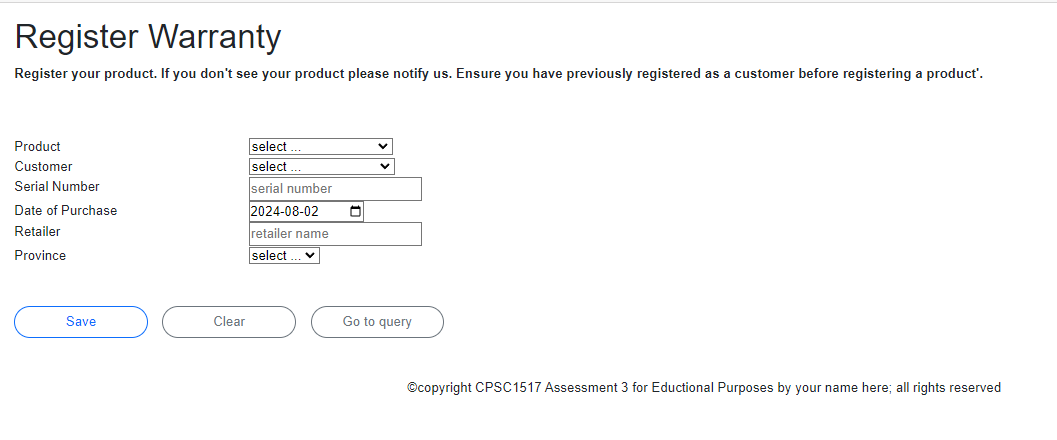 Register Warranty
Register your product. If you don't see your product please notify us. Ensure you have previously registered as a customer before registering a product'.
Product select ...
Customer select ...
Serial Number serial number
Date of Purchase 2024-08-02
Retailer retailer name
Province select ...
Save Clear Go to query
©copyright CPSC1517 Assessment 3 for Eductional Purposes by your name here; all rights reserved